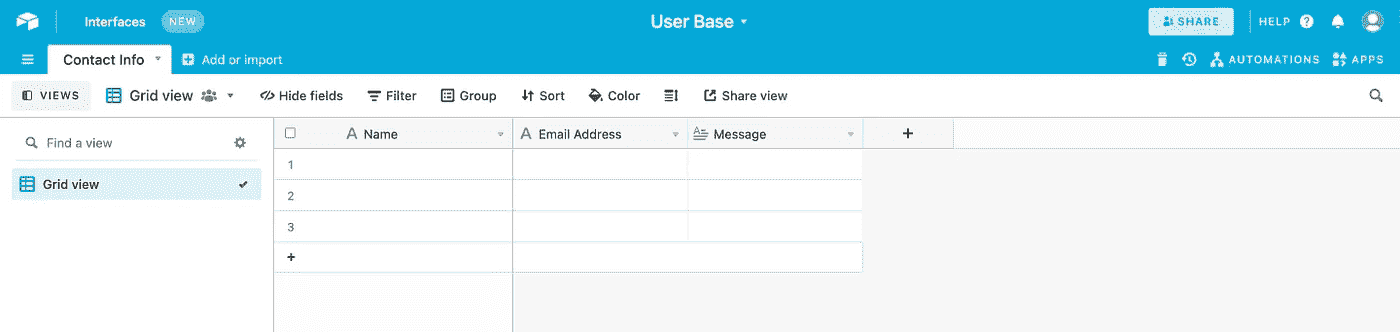 Interfaces NEW User Base SHARE HELP ?
Contact Info Add or import AUTOMATIONS APPS
VIEWS Grid view Hide fields Filter Group Sort Color Share view
Find a view Name Email Address Message +
1
Grid view
2
3
+